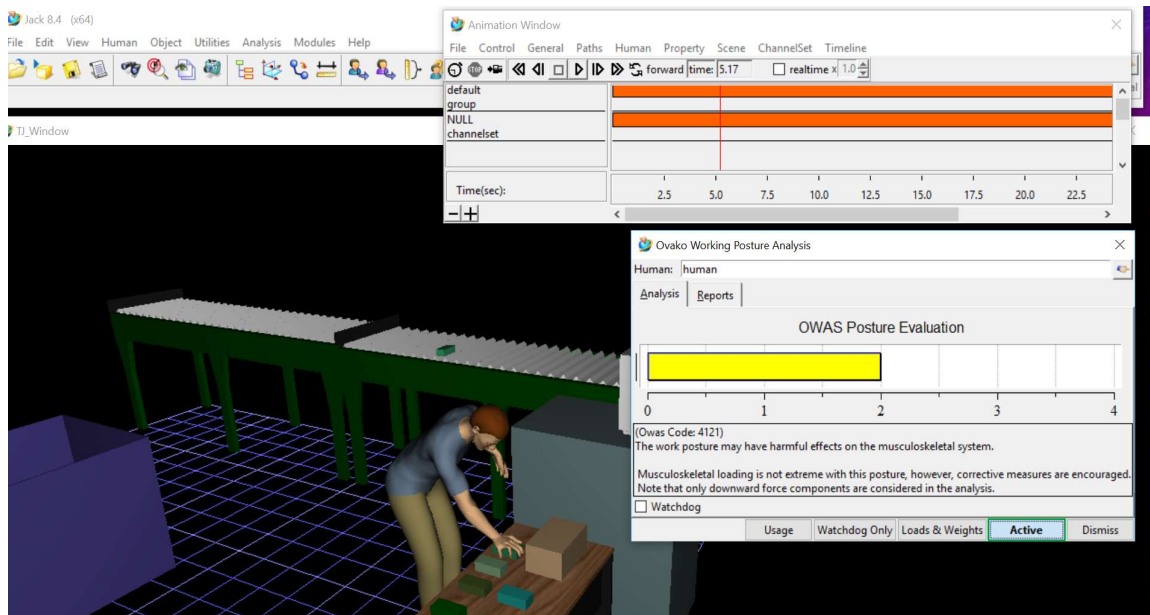 Jack 8.4 (x64)
File Edit View Human Object Utilities Analysis Modules Help
Animation Window
File Control General Paths Human Property Scene ChannelSet Timeline
forward time: 5.17 realtime x 1.0
default
group
NULL
channelset
Time(sec):
2.5 5.0 7.5 10.0 12.5 15.0 17.5 20.0 22.5
TJ_Window
Ovako Working Posture Analysis
Human: human
Analysis Reports
OWAS Posture Evaluation
0 1 2 3 4
(Owas Code: 4121)
The work posture may have harmful effects on the musculoskeletal system.
Musculoskeletal loading is not extreme with this posture, however, corrective measures are encouraged.
Note that only downward force components are considered in the analysis.
Watchdog
Usage Watchdog Only Loads & Weights Active Dismiss